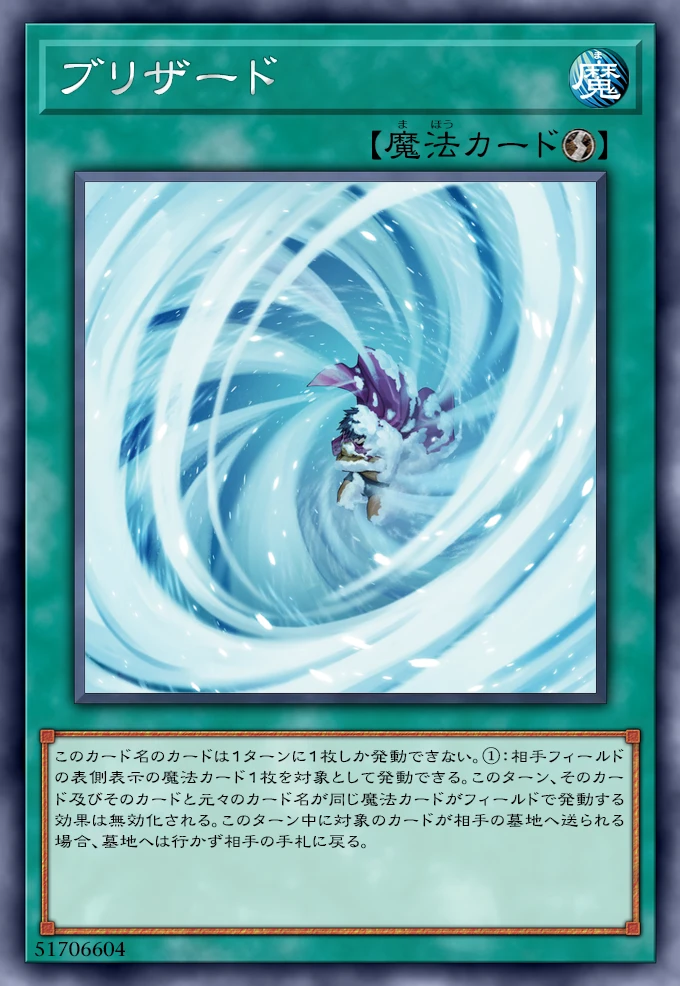 ブリザード
魔
ま
【魔法カード】
ま ほう
このカード名のカードは1ターンに1枚しか発動できない。①:相手フィールド
の表側表示の魔法カード1枚を対象として発動できる。このターン、そのカー
ド及びそのカードと元々のカード名が同じ魔法カードがフィールドで発動する
効果は無効化される。このターン中に対象のカードが相手の墓地へ送られる
場合、墓地へは行かず相手の手札に戻る。
51706604